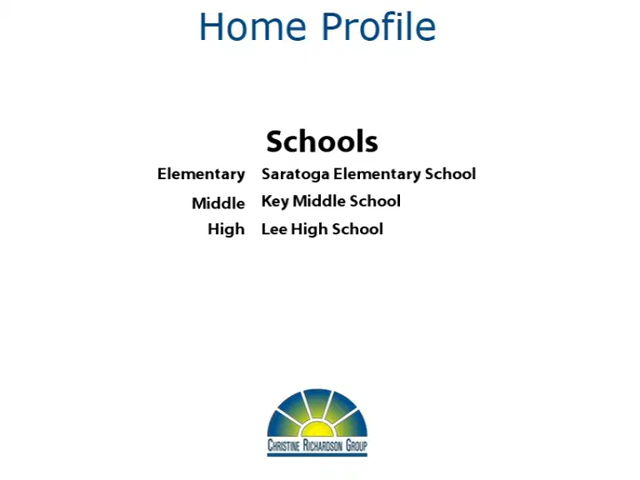 Home Profile
Schools
Elementary Saratoga Elementary School
Middle Key Middle School
High Lee High School
Christine Richardson Group